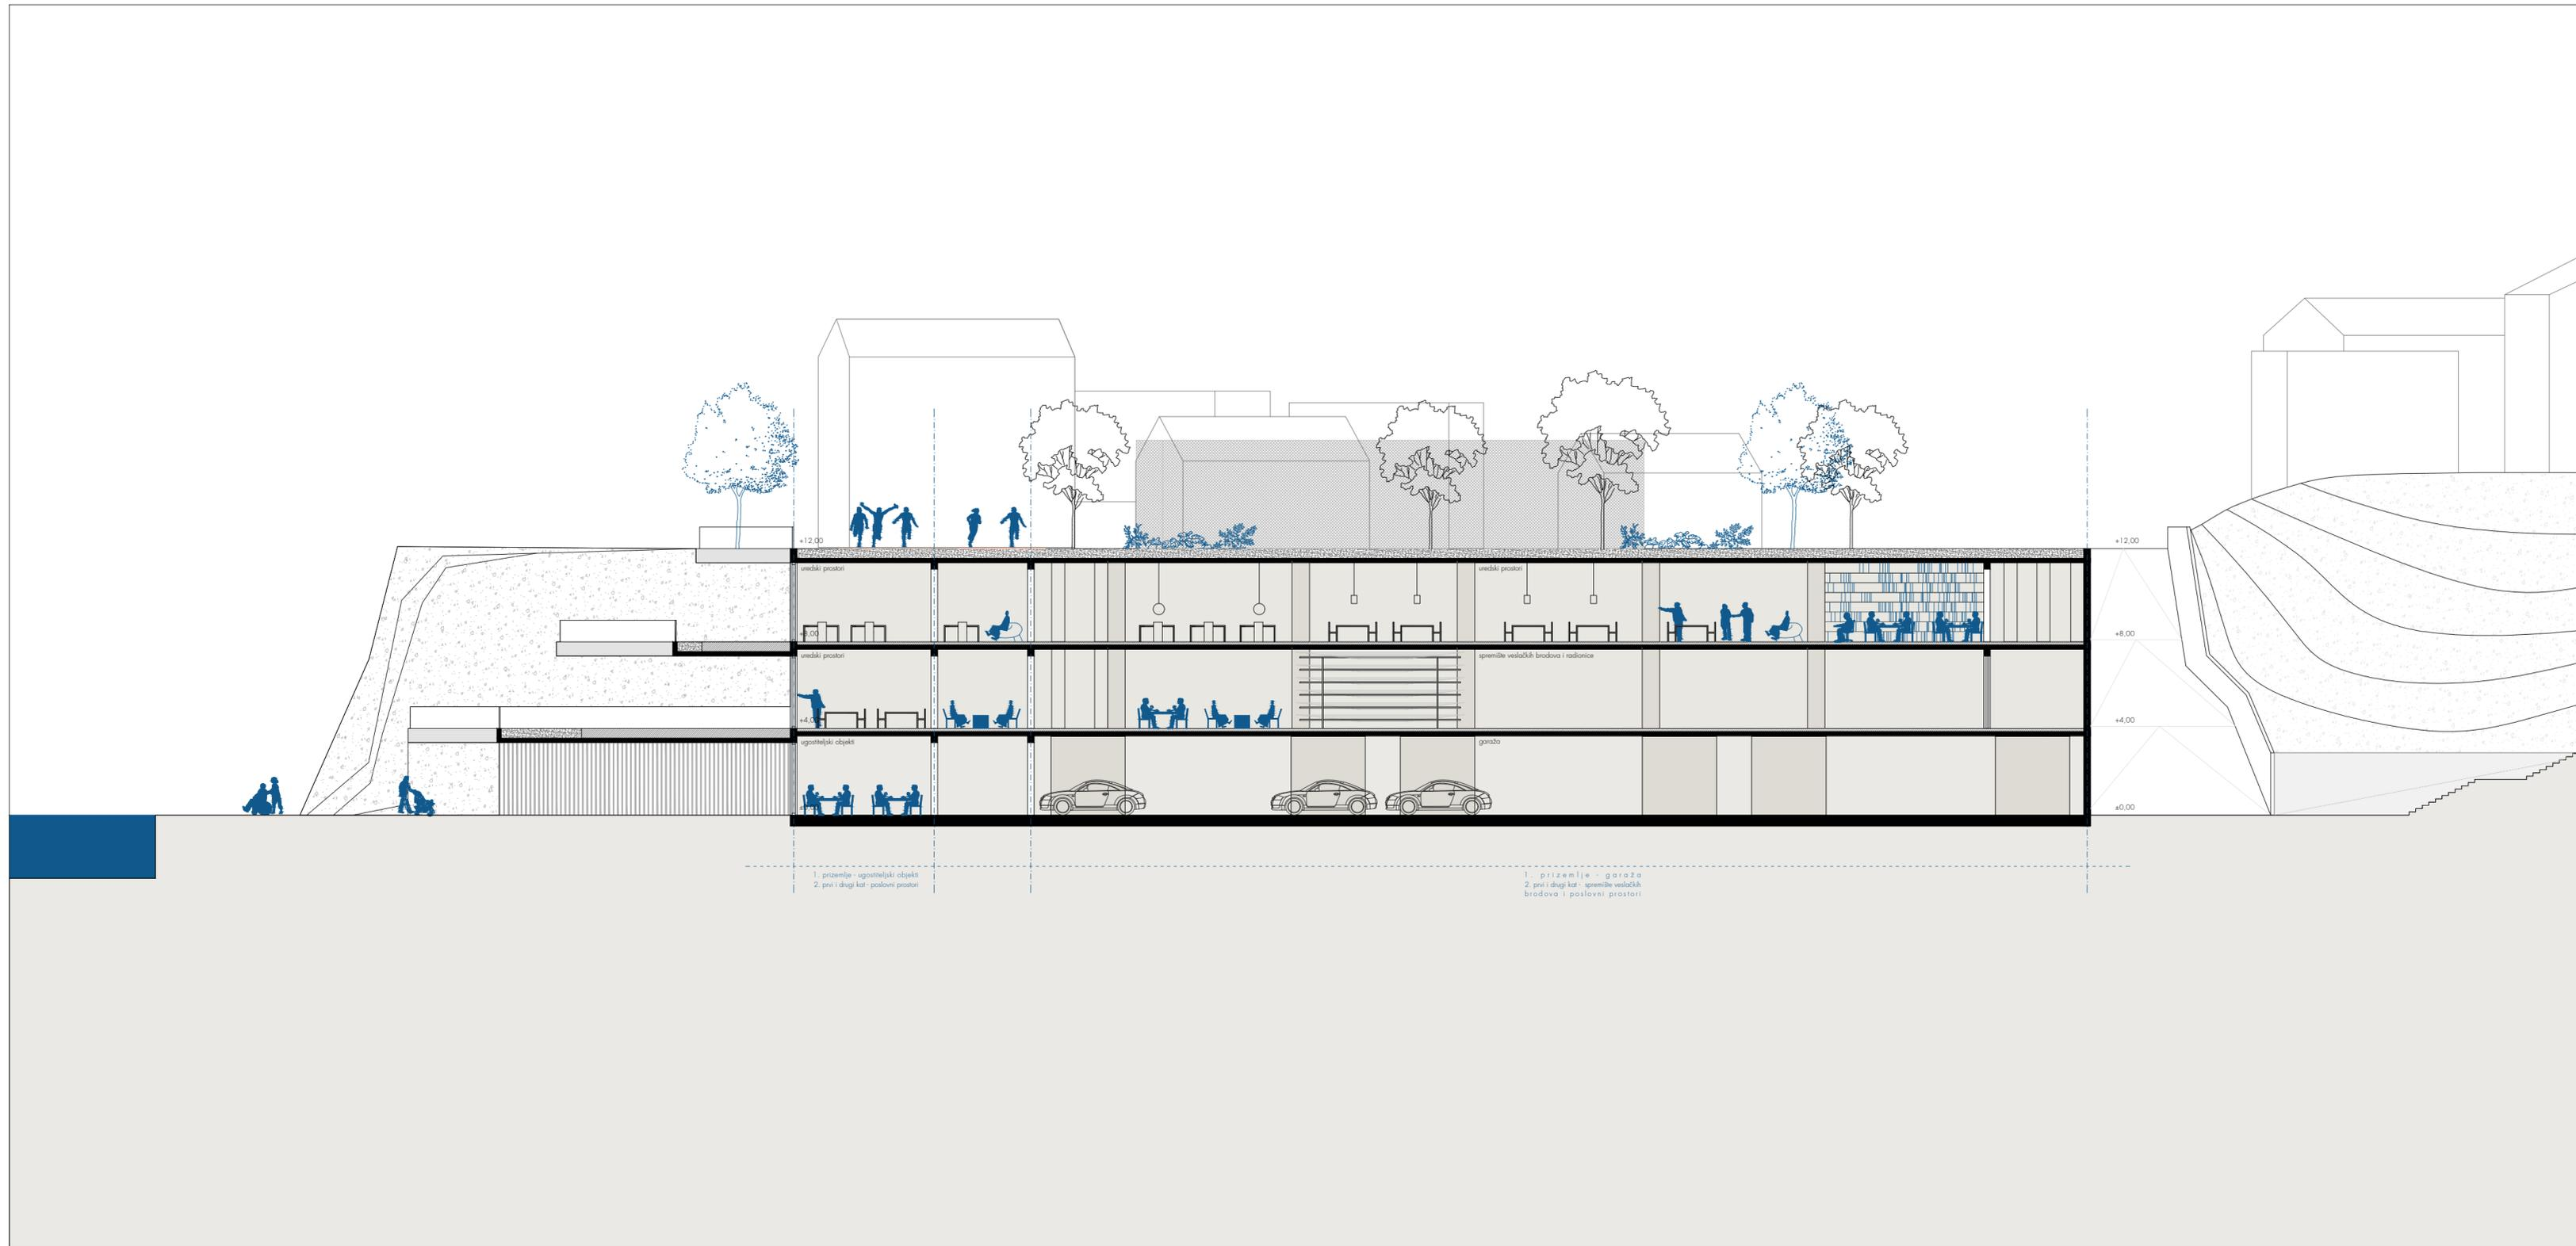 +12,00
+12,00
uredski prostori
uredski prostori
+8,00
+8,00
uredski prostori
spremište veslačkih brodova i radionice
+4,00
+4,00
ugostiteljski objekti
garaža
±0,00
1. prizemlje - ugostiteljski objekti
2. prvi i drugi kat - poslovni prostori
1. prizemlje - garaža
2. prvi i drugi kat - spremište veslačkih
brodova i poslovni prostori